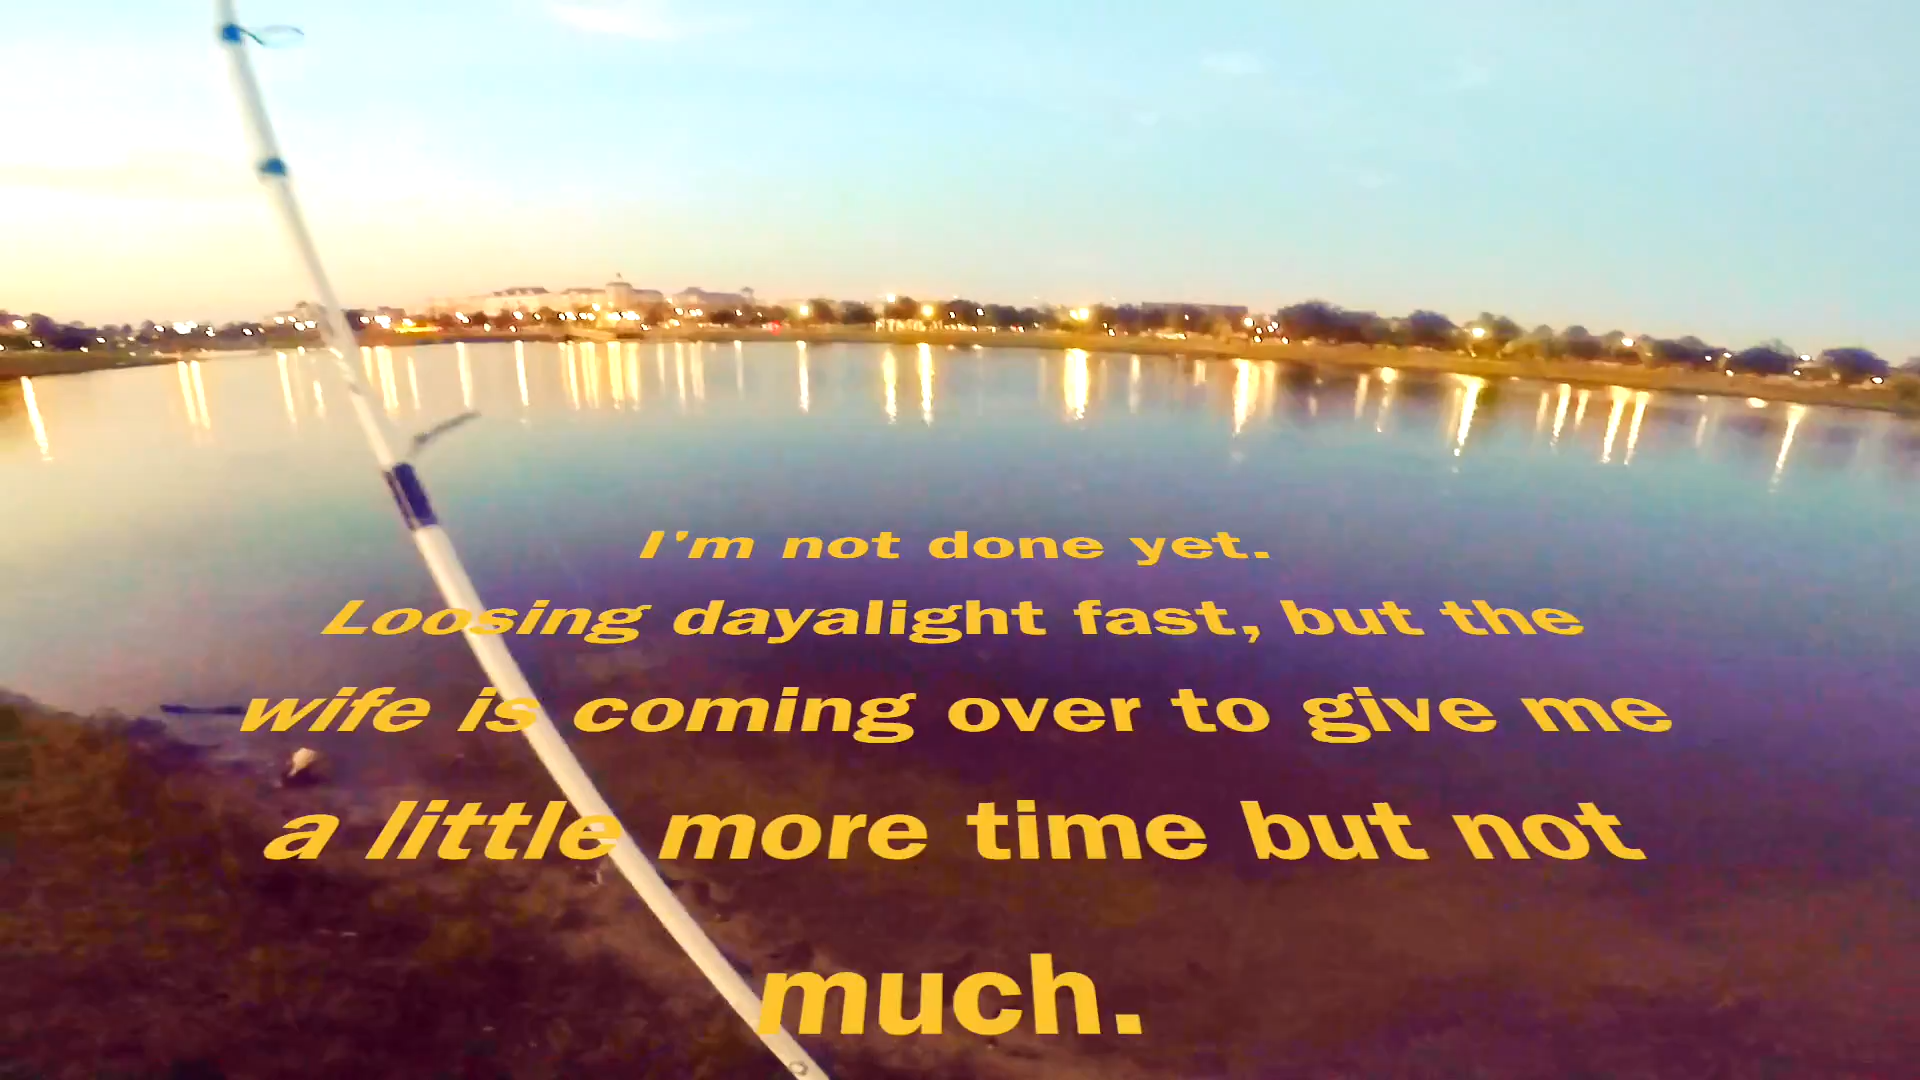 I'm not done yet.
Loosing dayalight fast, but the
wife is coming over to give me
a little more time but not
much.